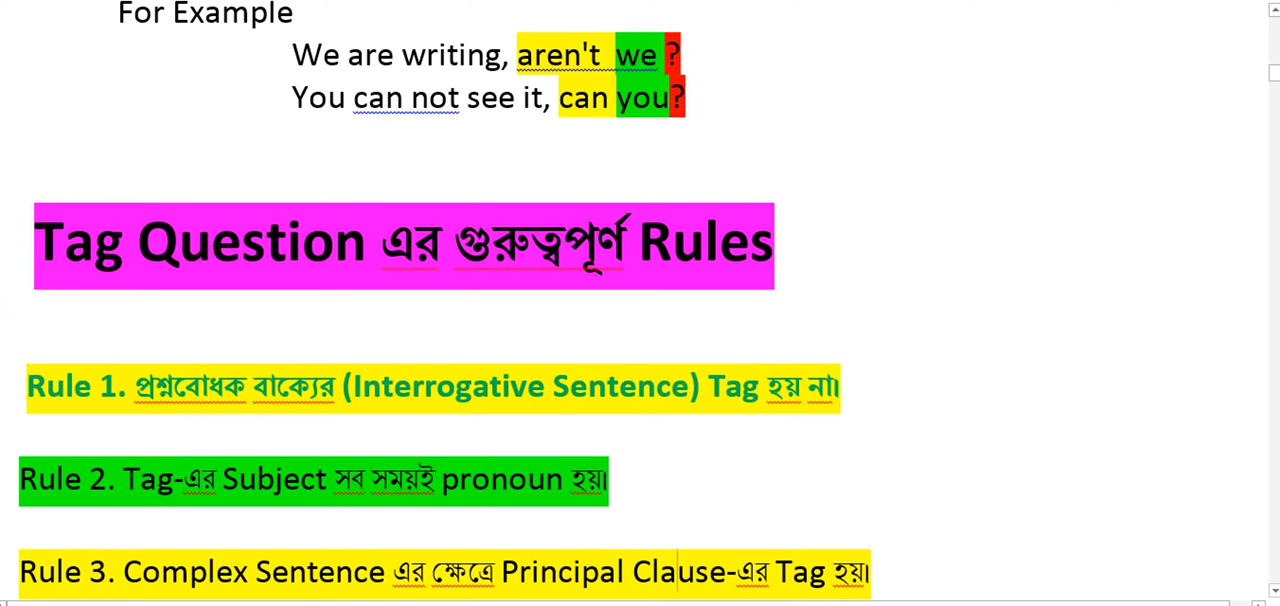 For Example
We are writing, aren't we ?
You can not see it, can you?
Tag Question এর গুরুত্বপূর্ণ Rules
Rule 1. প্রশ্নবোধক বাক্যের (Interrogative Sentence) Tag হয় না।
Rule 2. Tag-এর Subject সব সময়ই pronoun হয়।
Rule 3. Complex Sentence এর ক্ষেত্রে Principal Clause-এর Tag হয়।